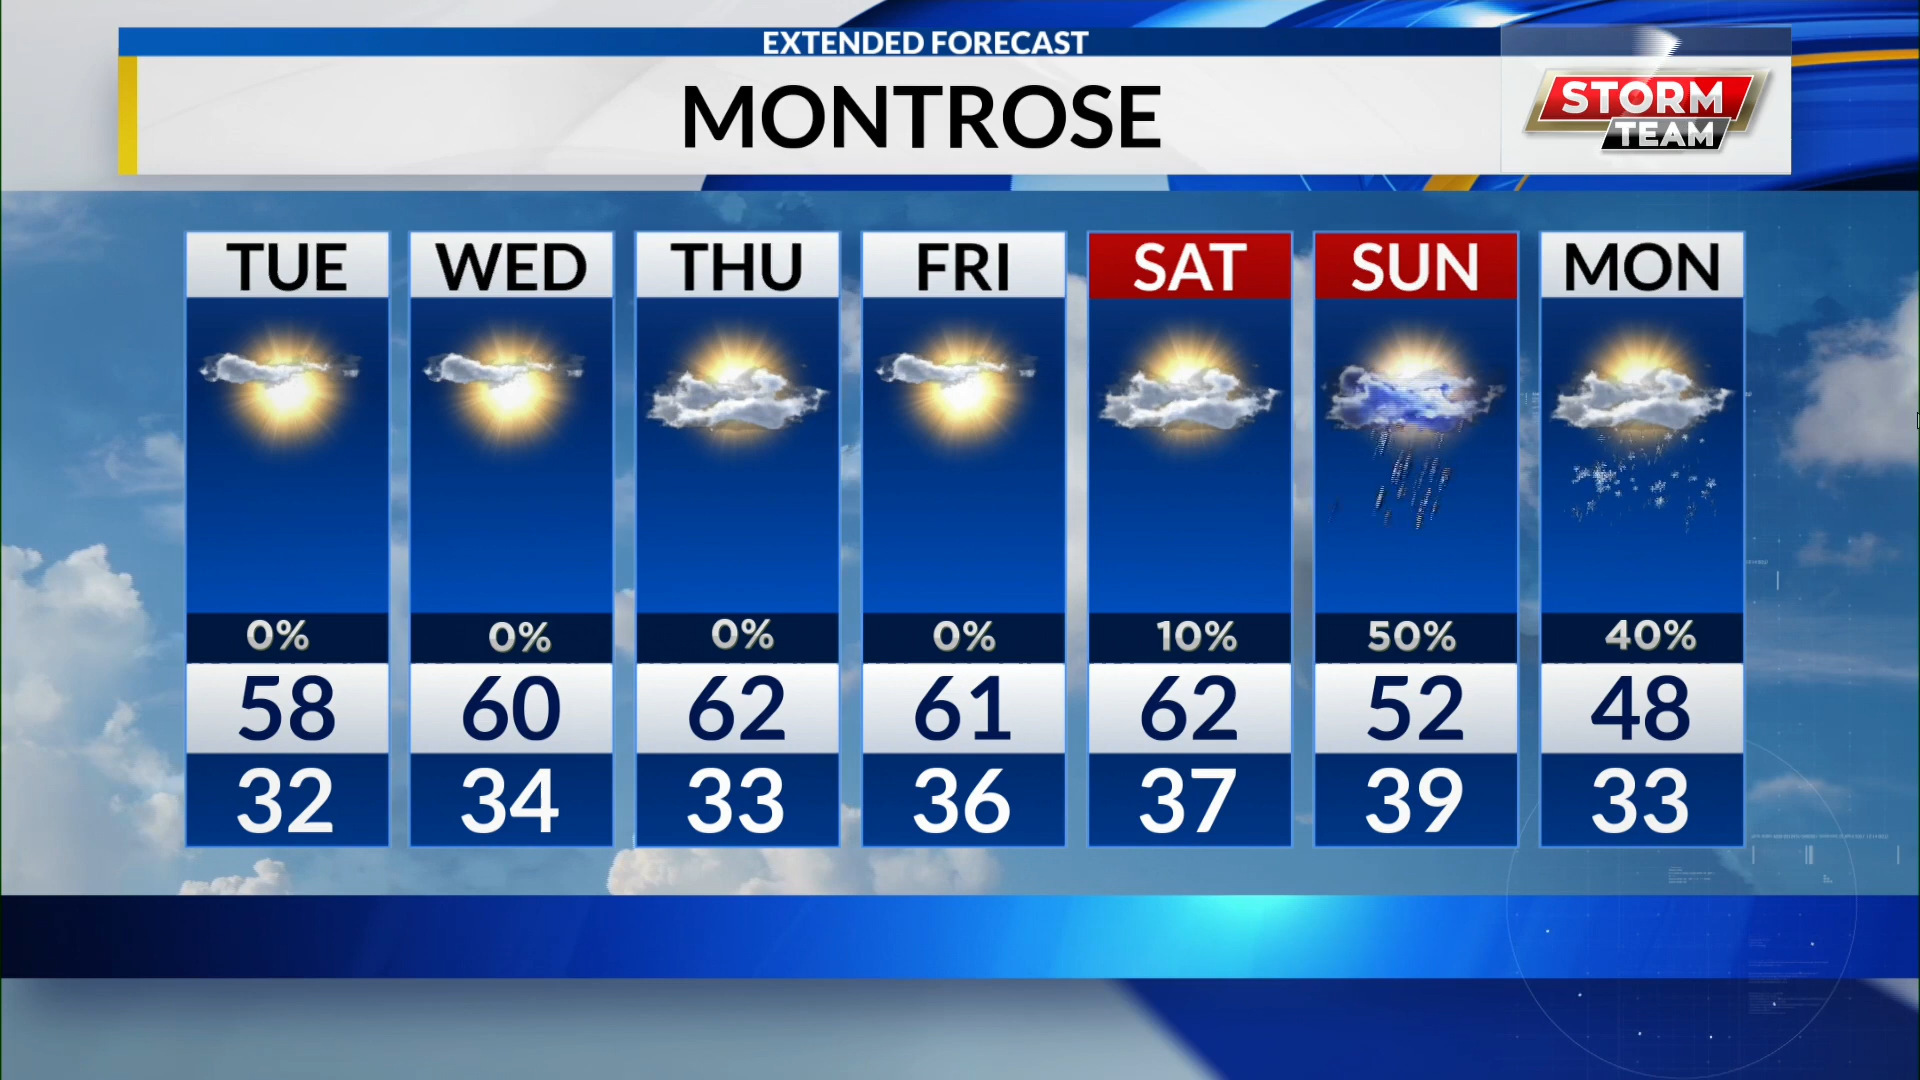 EXTENDED FORECAST
MONTROSE
STORM
TEAM
TUE WED THU FRI SAT SUN MON
0% 0% 0% 0% 10% 50% 40%
58 60 62 61 62 52 48
32 34 33 36 37 39 33